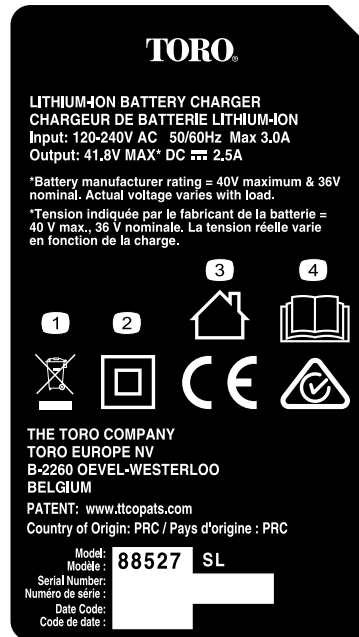 TORO.
LITHIUM-ION BATTERY CHARGER
CHARGEUR DE BATTERIE LITHIUM-ION
Input: 120-240V AC 50/60Hz Max 3.0A
Output: 41.8V MAX* DC ⎓ 2.5A
*Battery manufacturer rating = 40V maximum & 36V
nominal. Actual voltage varies with load.
*Tension indiquée par le fabricant de la batterie =
40 V max., 36 V nominale. La tension réelle varie
en fonction de la charge.
3 4
1 2
CE
THE TORO COMPANY
TORO EUROPE NV
B-2260 OEVEL-WESTERLOO
BELGIUM
PATENT: www.ttcopats.com
Country of Origin: PRC / Pays d'origine : PRC
Model: 88527 SL
Modèle :
Serial Number:
Numéro de série :
Date Code:
Code de date :